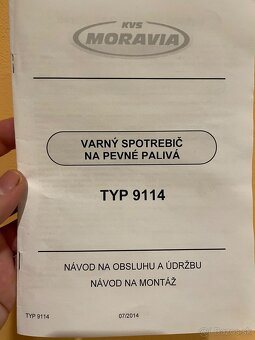 KVS
MORAVIA
VARNÝ SPOTREBIČ
NA PEVNÉ PALIVÁ
TYP 9114
NÁVOD NA OBSLUHU A ÚDRŽBU
NÁVOD NA MONTÁŽ
TYP 9114
07/2014